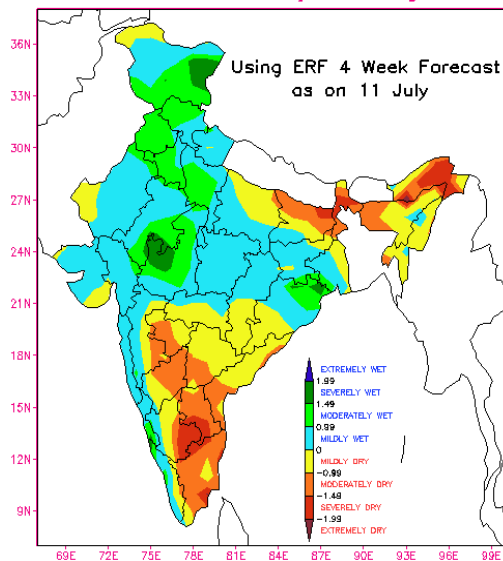 Using ERF 4 Week Forecast
as on 11 July
36N
33N
30N
27N
24N
21N
18N
15N
12N
9N
EXTREMELY WET
1.99
SEVERELY WET
1.49
MODERATELY WET
0.99
MILDLY WET
0
MILDLY DRY
-0.99
MODERATELY DRY
-1.49
SEVERELY DRY
-1.99
EXTREMELY DRY
69E 72E 75E 78E 81E 84E 87E 90E 93E 96E 99E